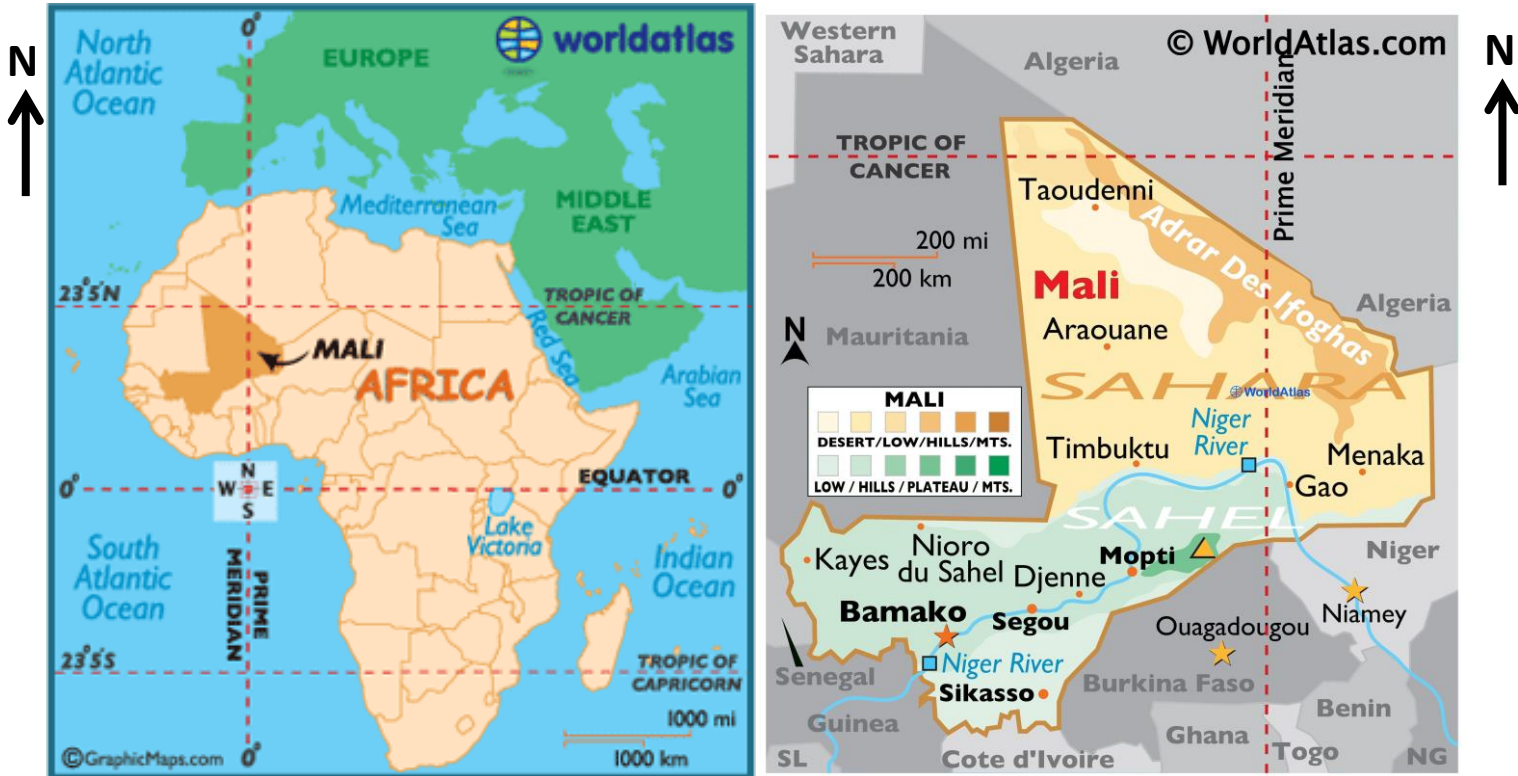 N
0°
North
Atlantic
Ocean
EUROPE
worldatlas
Mediterranean
Sea
MIDDLE
EAST
23°5'N
TROPIC OF
CANCER
Red Sea
MALI
AFRICA
Arabian
Sea
N
W E
S
0°
EQUATOR
0°
Lake
Victoria
South
Atlantic
Ocean
PRIME
MERIDIAN
Indian
Ocean
23°5'S
TROPIC OF
CAPRICORN
1000 mi
1000 km
©GraphicMaps.com
0°
Western
Sahara
© WorldAtlas.com
Algeria
Prime Meridian
N
TROPIC OF
CANCER
Taoudenni
Adrar Des Ifoghas
200 mi
200 km
Mali
Algeria
N
Mauritania
Araouane
SAHARA
WorldAtlas
MALI
DESERT/LOW/HILLS/MTS.
LOW / HILLS / PLATEAU / MTS.
Niger
River
Timbuktu
Menaka
Gao
SAHEL
Kayes
Nioro
du Sahel
Mopti
Djenne
Niger
Bamako
Segou
Niamey
Ouagadougou
Senegal
Niger River
Burkina Faso
Sikasso
Guinea
Benin
Ghana
Togo
SL
Cote d'Ivoire
NG